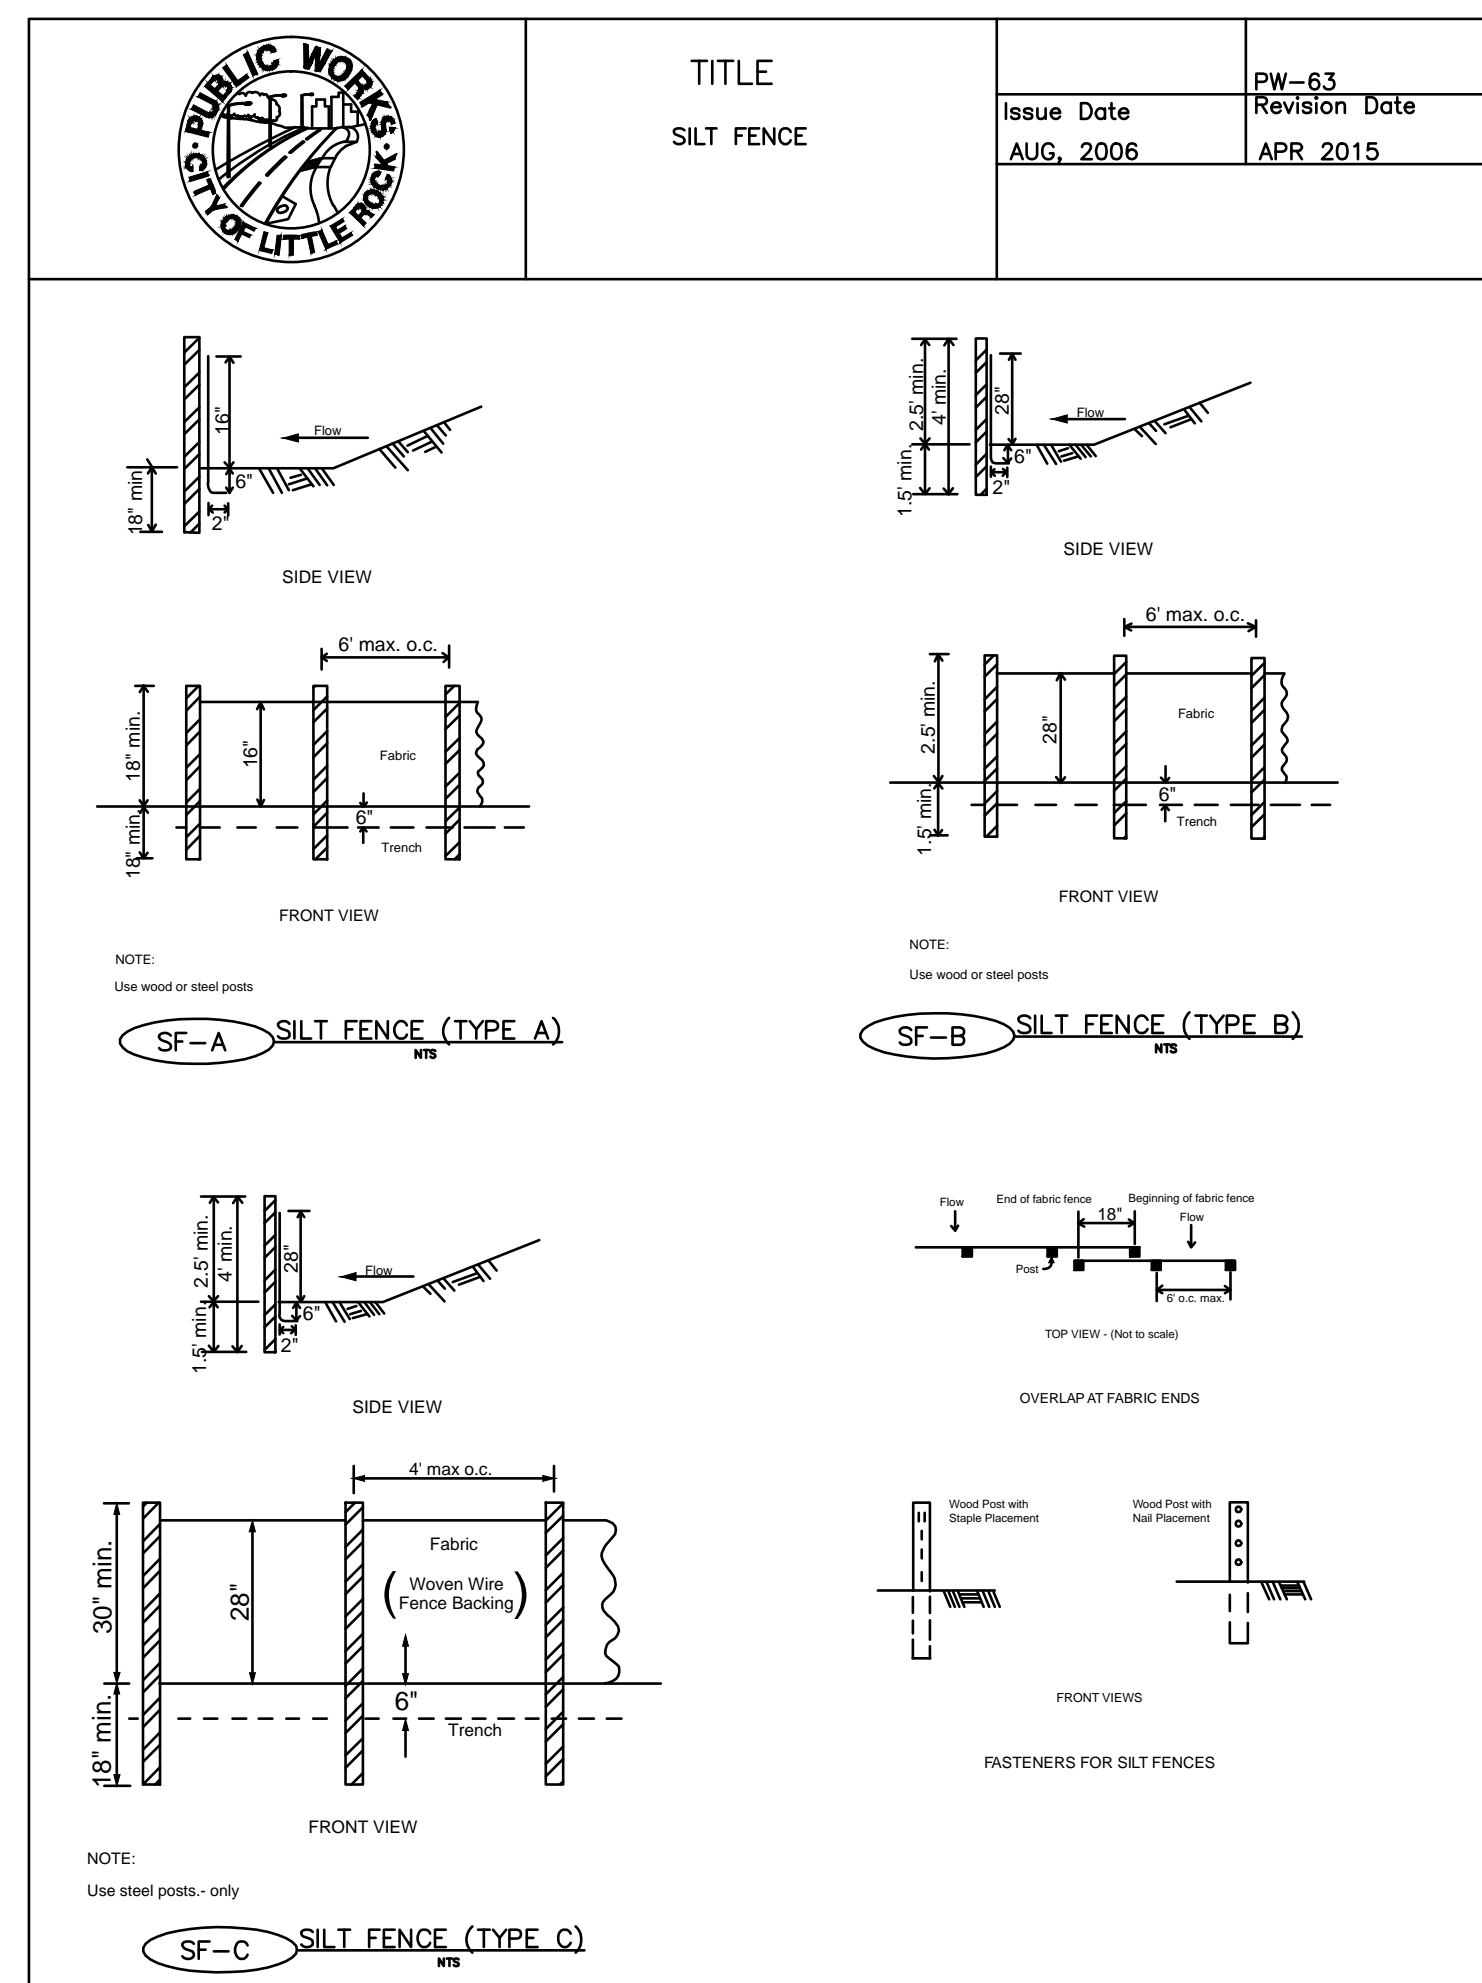 PUBLIC WORKS
CITY OF LITTLE ROCK
TITLE
SILT FENCE
PW-63
Issue Date
AUG, 2006
Revision Date
APR 2015
16"
Flow
6"
18" min
2"
SIDE VIEW
2.5' min.
4' min.
28"
Flow
6"
1.5' min.
2"
SIDE VIEW
6' max. o.c.
18" min.
16"
Fabric
6"
18" min.
Trench
FRONT VIEW
NOTE:
Use wood or steel posts
SF-A
SILT FENCE (TYPE A)
NTS
6' max. o.c.
2.5' min.
28"
Fabric
6"
1.5' min.
Trench
FRONT VIEW
NOTE:
Use wood or steel posts
SF-B
SILT FENCE (TYPE B)
NTS
2.5' min.
4' min.
28"
Flow
6"
1.5' min.
2"
SIDE VIEW
4' max o.c.
30" min.
28"
Fabric
(Woven Wire
Fence Backing)
6"
18" min.
Trench
FRONT VIEW
NOTE:
Use steel posts.- only
SF-C
SILT FENCE (TYPE C)
NTS
Flow
End of fabric fence
Beginning of fabric fence
18"
Flow
Post
6' o.c. max.
TOP VIEW - (Not to scale)
OVERLAP AT FABRIC ENDS
Wood Post with
Staple Placement
Wood Post with
Nail Placement
FRONT VIEWS
FASTENERS FOR SILT FENCES